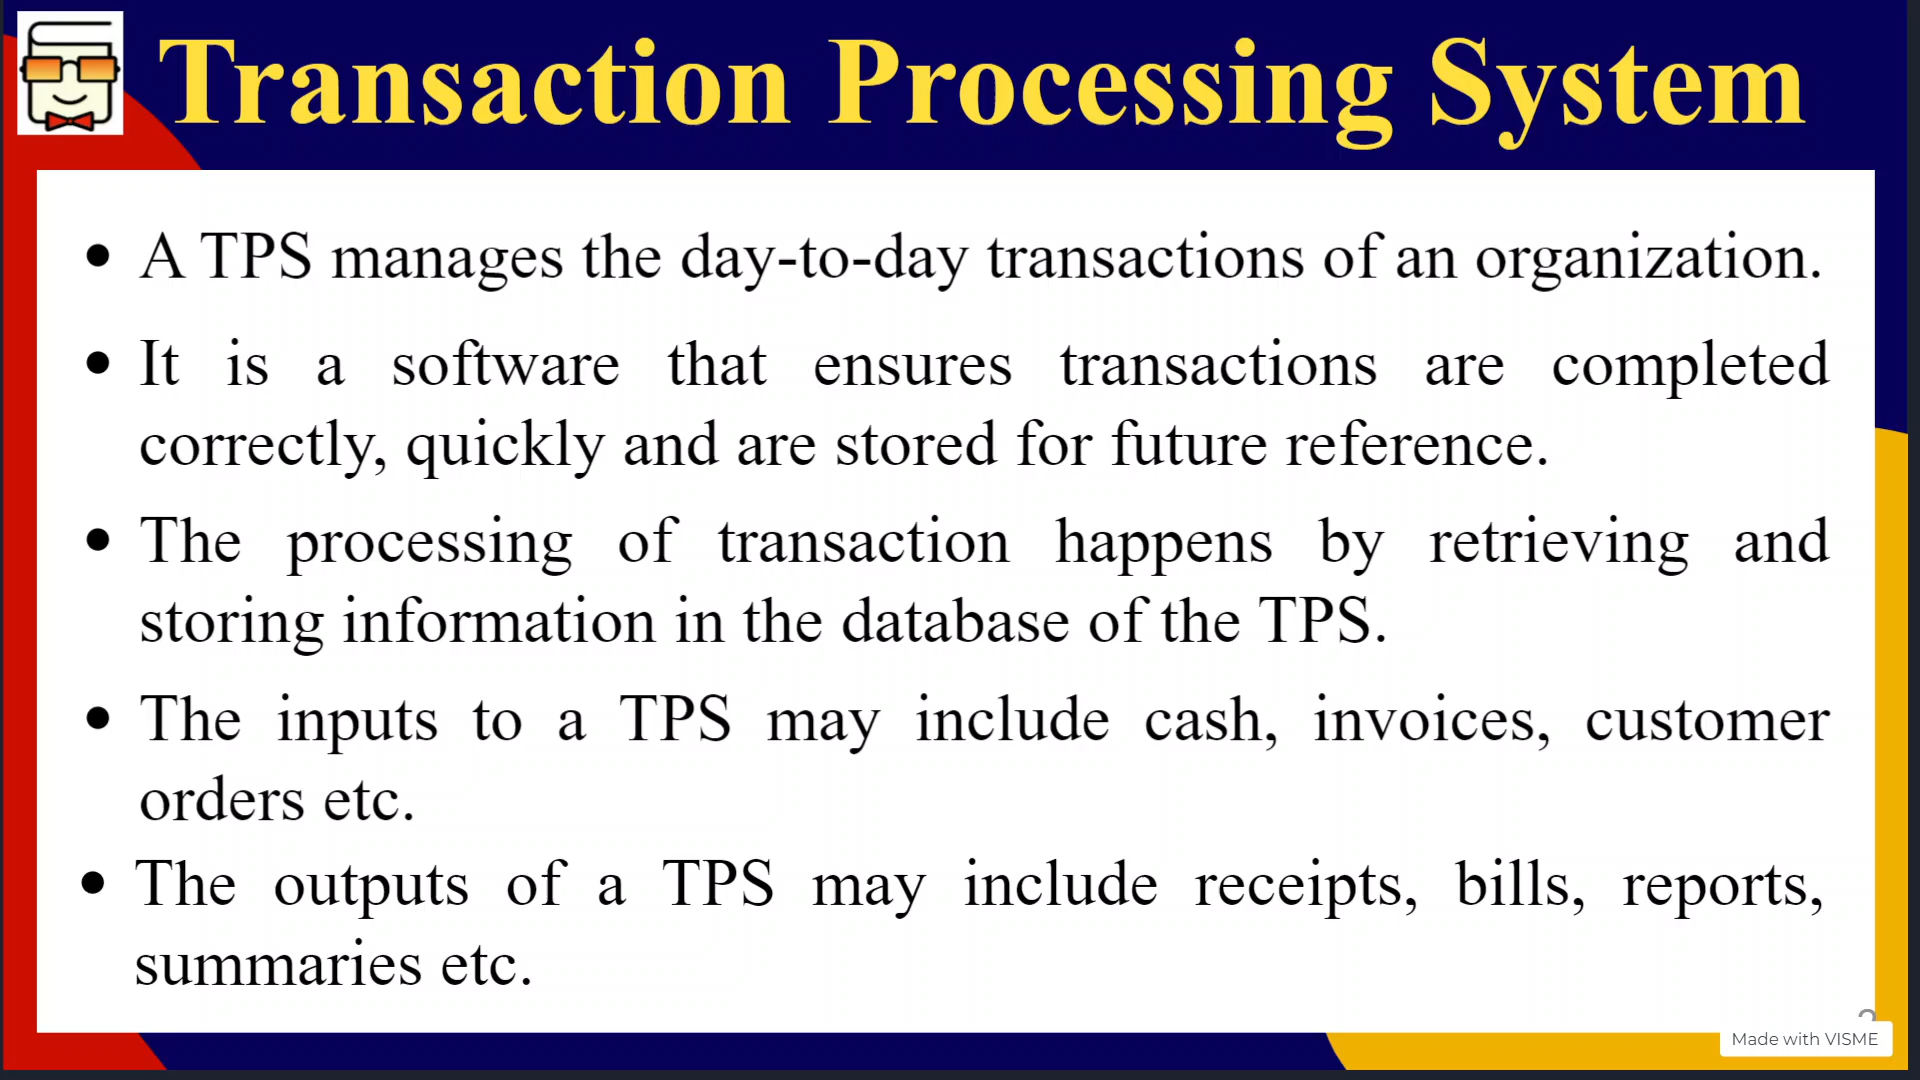 Transaction Processing System
• A TPS manages the day-to-day transactions of an organization.
• It is a software that ensures transactions are completed
correctly, quickly and are stored for future reference.
• The processing of transaction happens by retrieving and
storing information in the database of the TPS.
• The inputs to a TPS may include cash, invoices, customer
orders etc.
• The outputs of a TPS may include receipts, bills, reports,
summaries etc.
Made with VISME